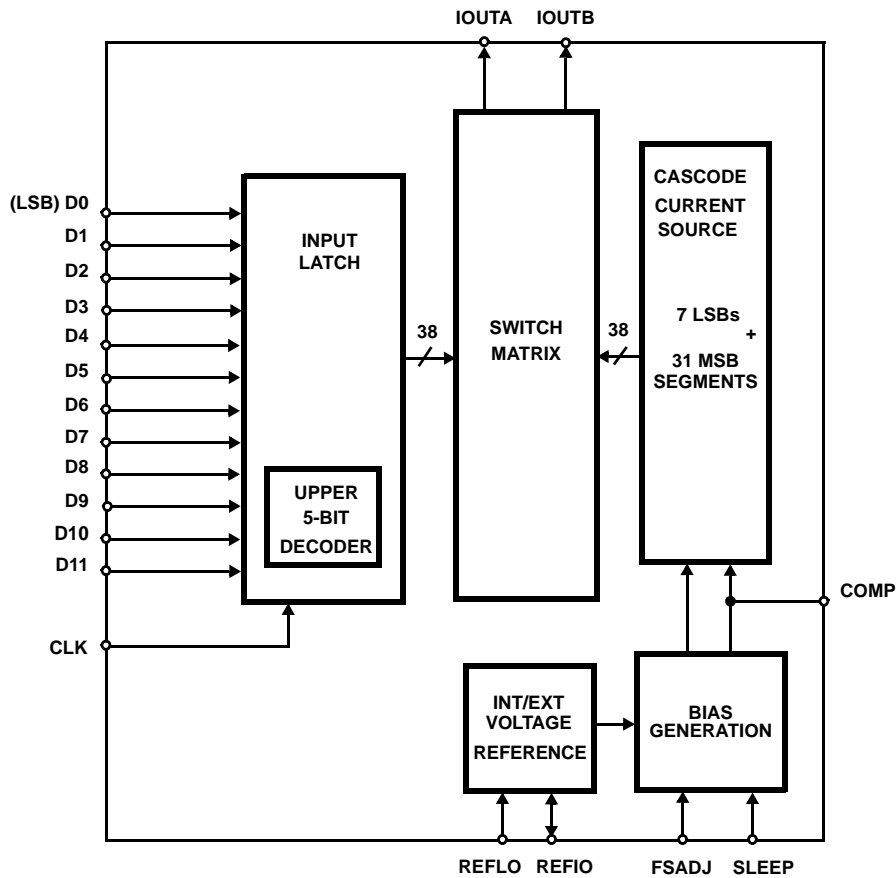 IOUTA IOUTB
(LSB) D0
D1
D2
D3
D4
D5
D6
D7
D8
D9
D10
D11
CLK
INPUT
LATCH
UPPER
5-BIT
DECODER
38
SWITCH
MATRIX
38
CASCODE
CURRENT
SOURCE
7 LSBs
+
31 MSB
SEGMENTS
COMP
INT/EXT
VOLTAGE
REFERENCE
BIAS
GENERATION
REFLO REFIO FSADJ SLEEP